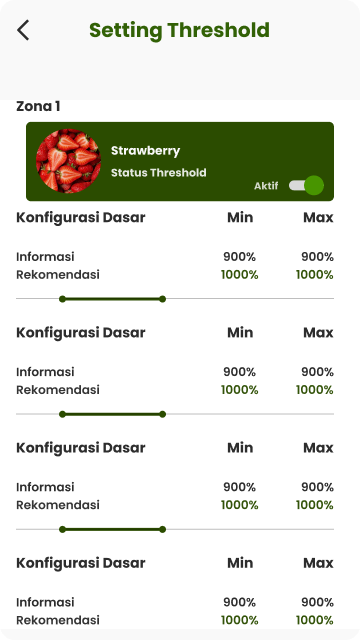 Setting Threshold
Zona 1
Strawberry
Status Threshold
Aktif
Konfigurasi Dasar Min Max
Informasi 900% 900%
Rekomendasi 1000% 1000%
Konfigurasi Dasar Min Max
Informasi 900% 900%
Rekomendasi 1000% 1000%
Konfigurasi Dasar Min Max
Informasi 900% 900%
Rekomendasi 1000% 1000%
Konfigurasi Dasar Min Max
Informasi 900% 900%
Rekomendasi 1000% 1000%